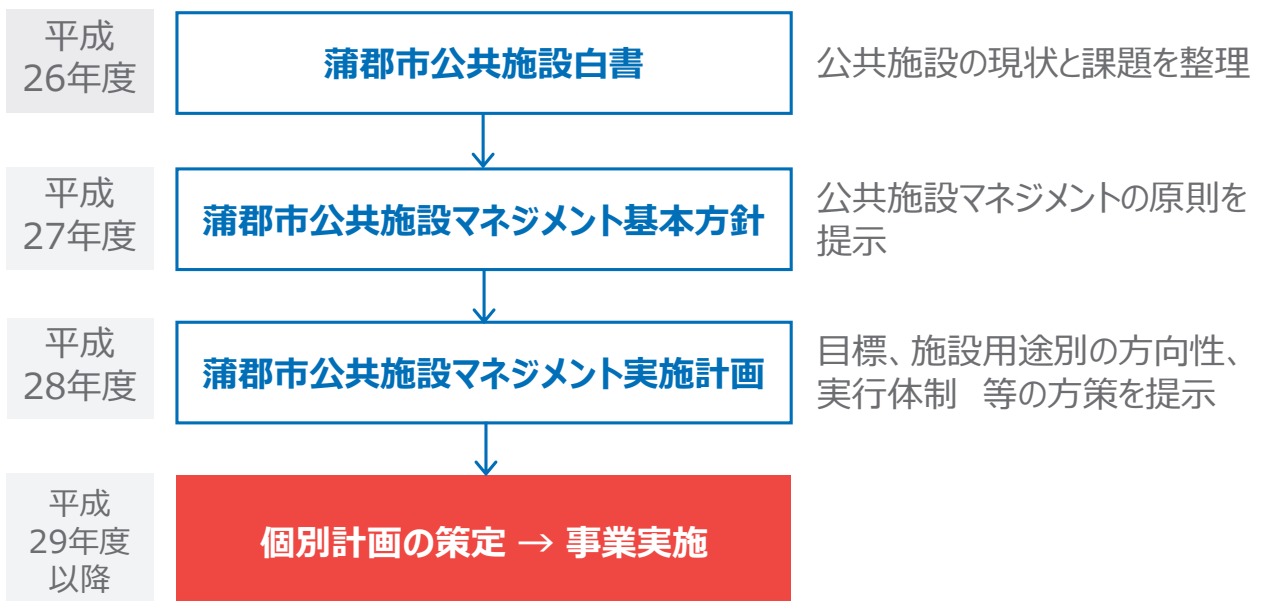 平成
26年度
蒲郡市公共施設白書
公共施設の現状と課題を整理
平成
27年度
蒲郡市公共施設マネジメント基本方針
公共施設マネジメントの原則を
提示
平成
28年度
蒲郡市公共施設マネジメント実施計画
目標、施設用途別の方向性、
実行体制　等の方策を提示
平成
29年度
以降
個別計画の策定 → 事業実施